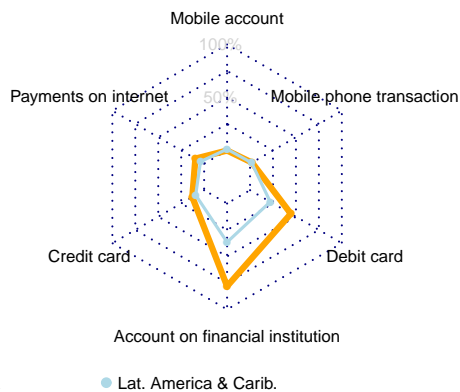 Mobile account
100%
Payments on internet
50%
Mobile phone transaction
Credit card
Debit card
Account on financial institution
Lat. America & Carib.